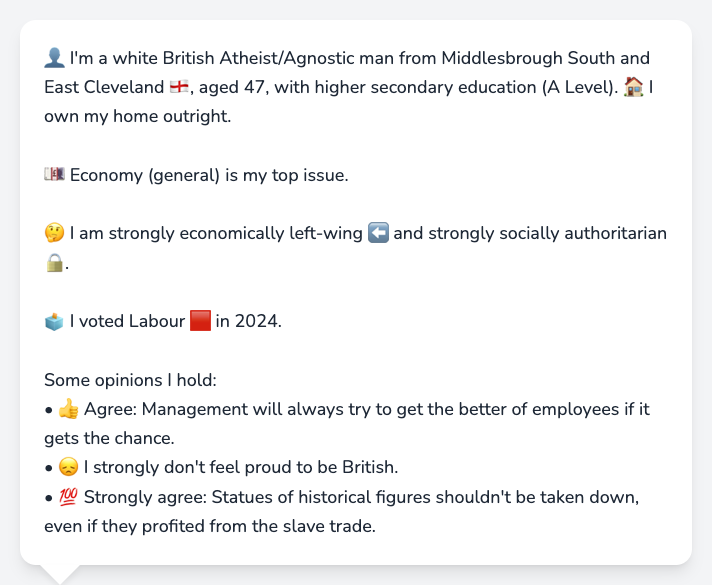 👤 I'm a white British Atheist/Agnostic man from Middlesbrough South and
East Cleveland 🏴󠁧󠁢󠁥󠁮󠁧󠁿, aged 47, with higher secondary education (A Level). 🏠 I
own my home outright.
💷 Economy (general) is my top issue.
🤔 I am strongly economically left-wing ⬅️ and strongly socially authoritarian
🔒.
🗳️ I voted Labour 🟥 in 2024.
Some opinions I hold:
• 👍 Agree: Management will always try to get the better of employees if it
gets the chance.
• 😞 I strongly don't feel proud to be British.
• 💯 Strongly agree: Statues of historical figures shouldn't be taken down,
even if they profited from the slave trade.